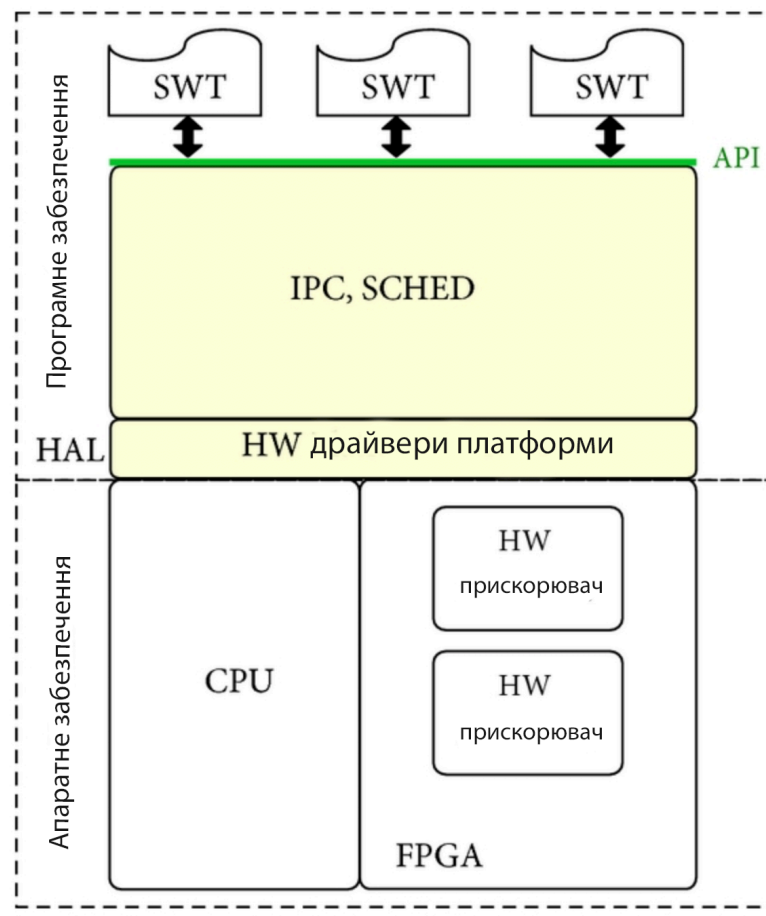 Програмне забезпечення
SWT
SWT
SWT
API
IPC, SCHED
HAL
HW драйвери платформи
Апаратне забезпечення
CPU
HW
прискорювач
HW
прискорювач
FPGA